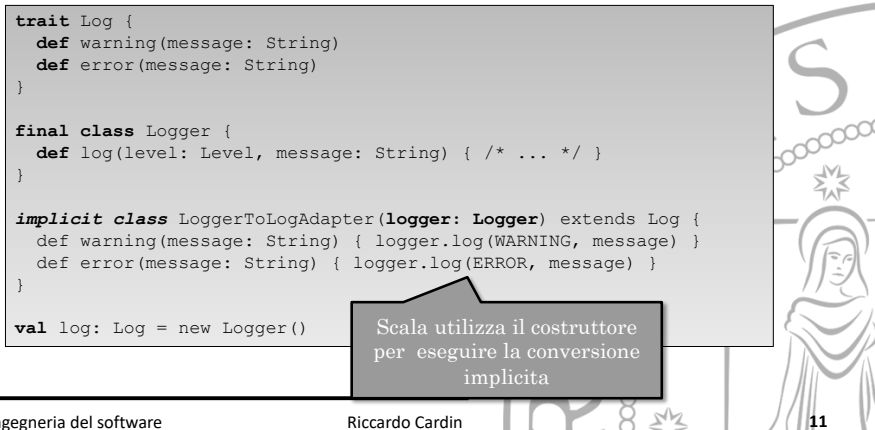 trait Log {
  def warning(message: String)
  def error(message: String)
}
final class Logger {
  def log(level: Level, message: String) { /* ... */ }
}
implicit class LoggerToLogAdapter(logger: Logger) extends Log {
  def warning(message: String) { logger.log(WARNING, message) }
  def error(message: String) { logger.log(ERROR, message) }
}
val log: Log = new Logger()
Scala utilizza il costruttore
per eseguire la conversione
implicita
ngegneria del software
Riccardo Cardin
11
S